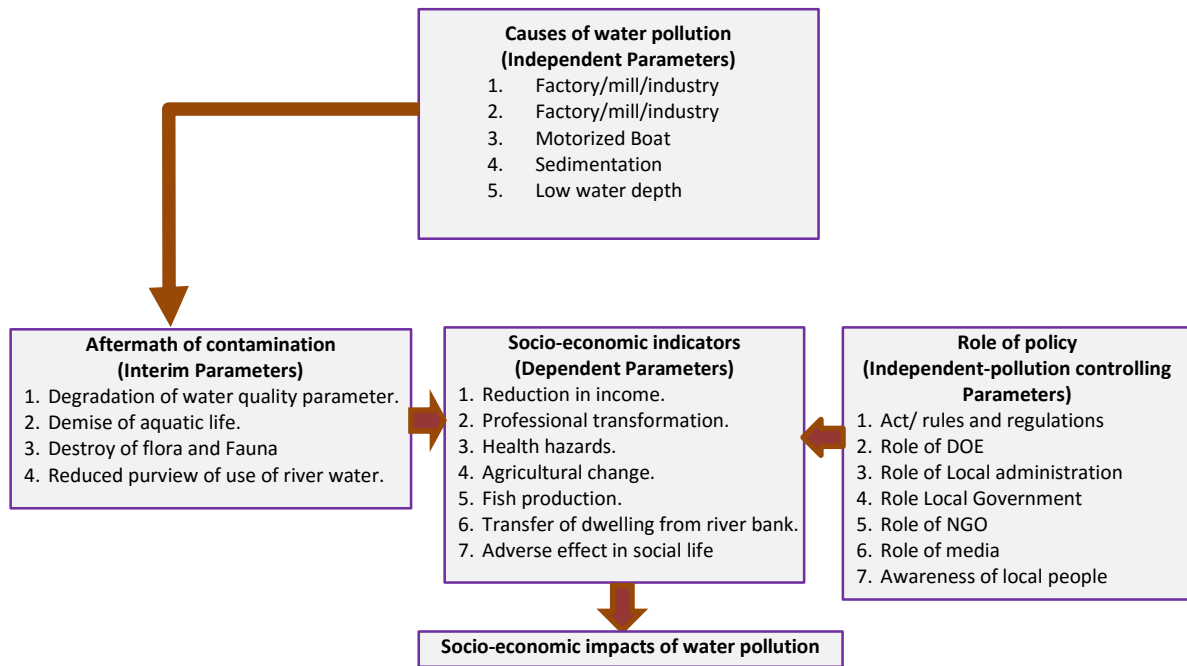 Causes of water pollution
(Independent Parameters)
1. Factory/mill/industry
2. Factory/mill/industry
3. Motorized Boat
4. Sedimentation
5. Low water depth
Aftermath of contamination
(Interim Parameters)
1. Degradation of water quality parameter.
2. Demise of aquatic life.
3. Destroy of flora and Fauna
4. Reduced purview of use of river water.
Socio-economic indicators
(Dependent Parameters)
1. Reduction in income.
2. Professional transformation.
3. Health hazards.
4. Agricultural change.
5. Fish production.
6. Transfer of dwelling from river bank.
7. Adverse effect in social life
Role of policy
(Independent-pollution controlling
Parameters)
1. Act/ rules and regulations
2. Role of DOE
3. Role of Local administration
4. Role Local Government
5. Role of NGO
6. Role of media
7. Awareness of local people
Socio-economic impacts of water pollution